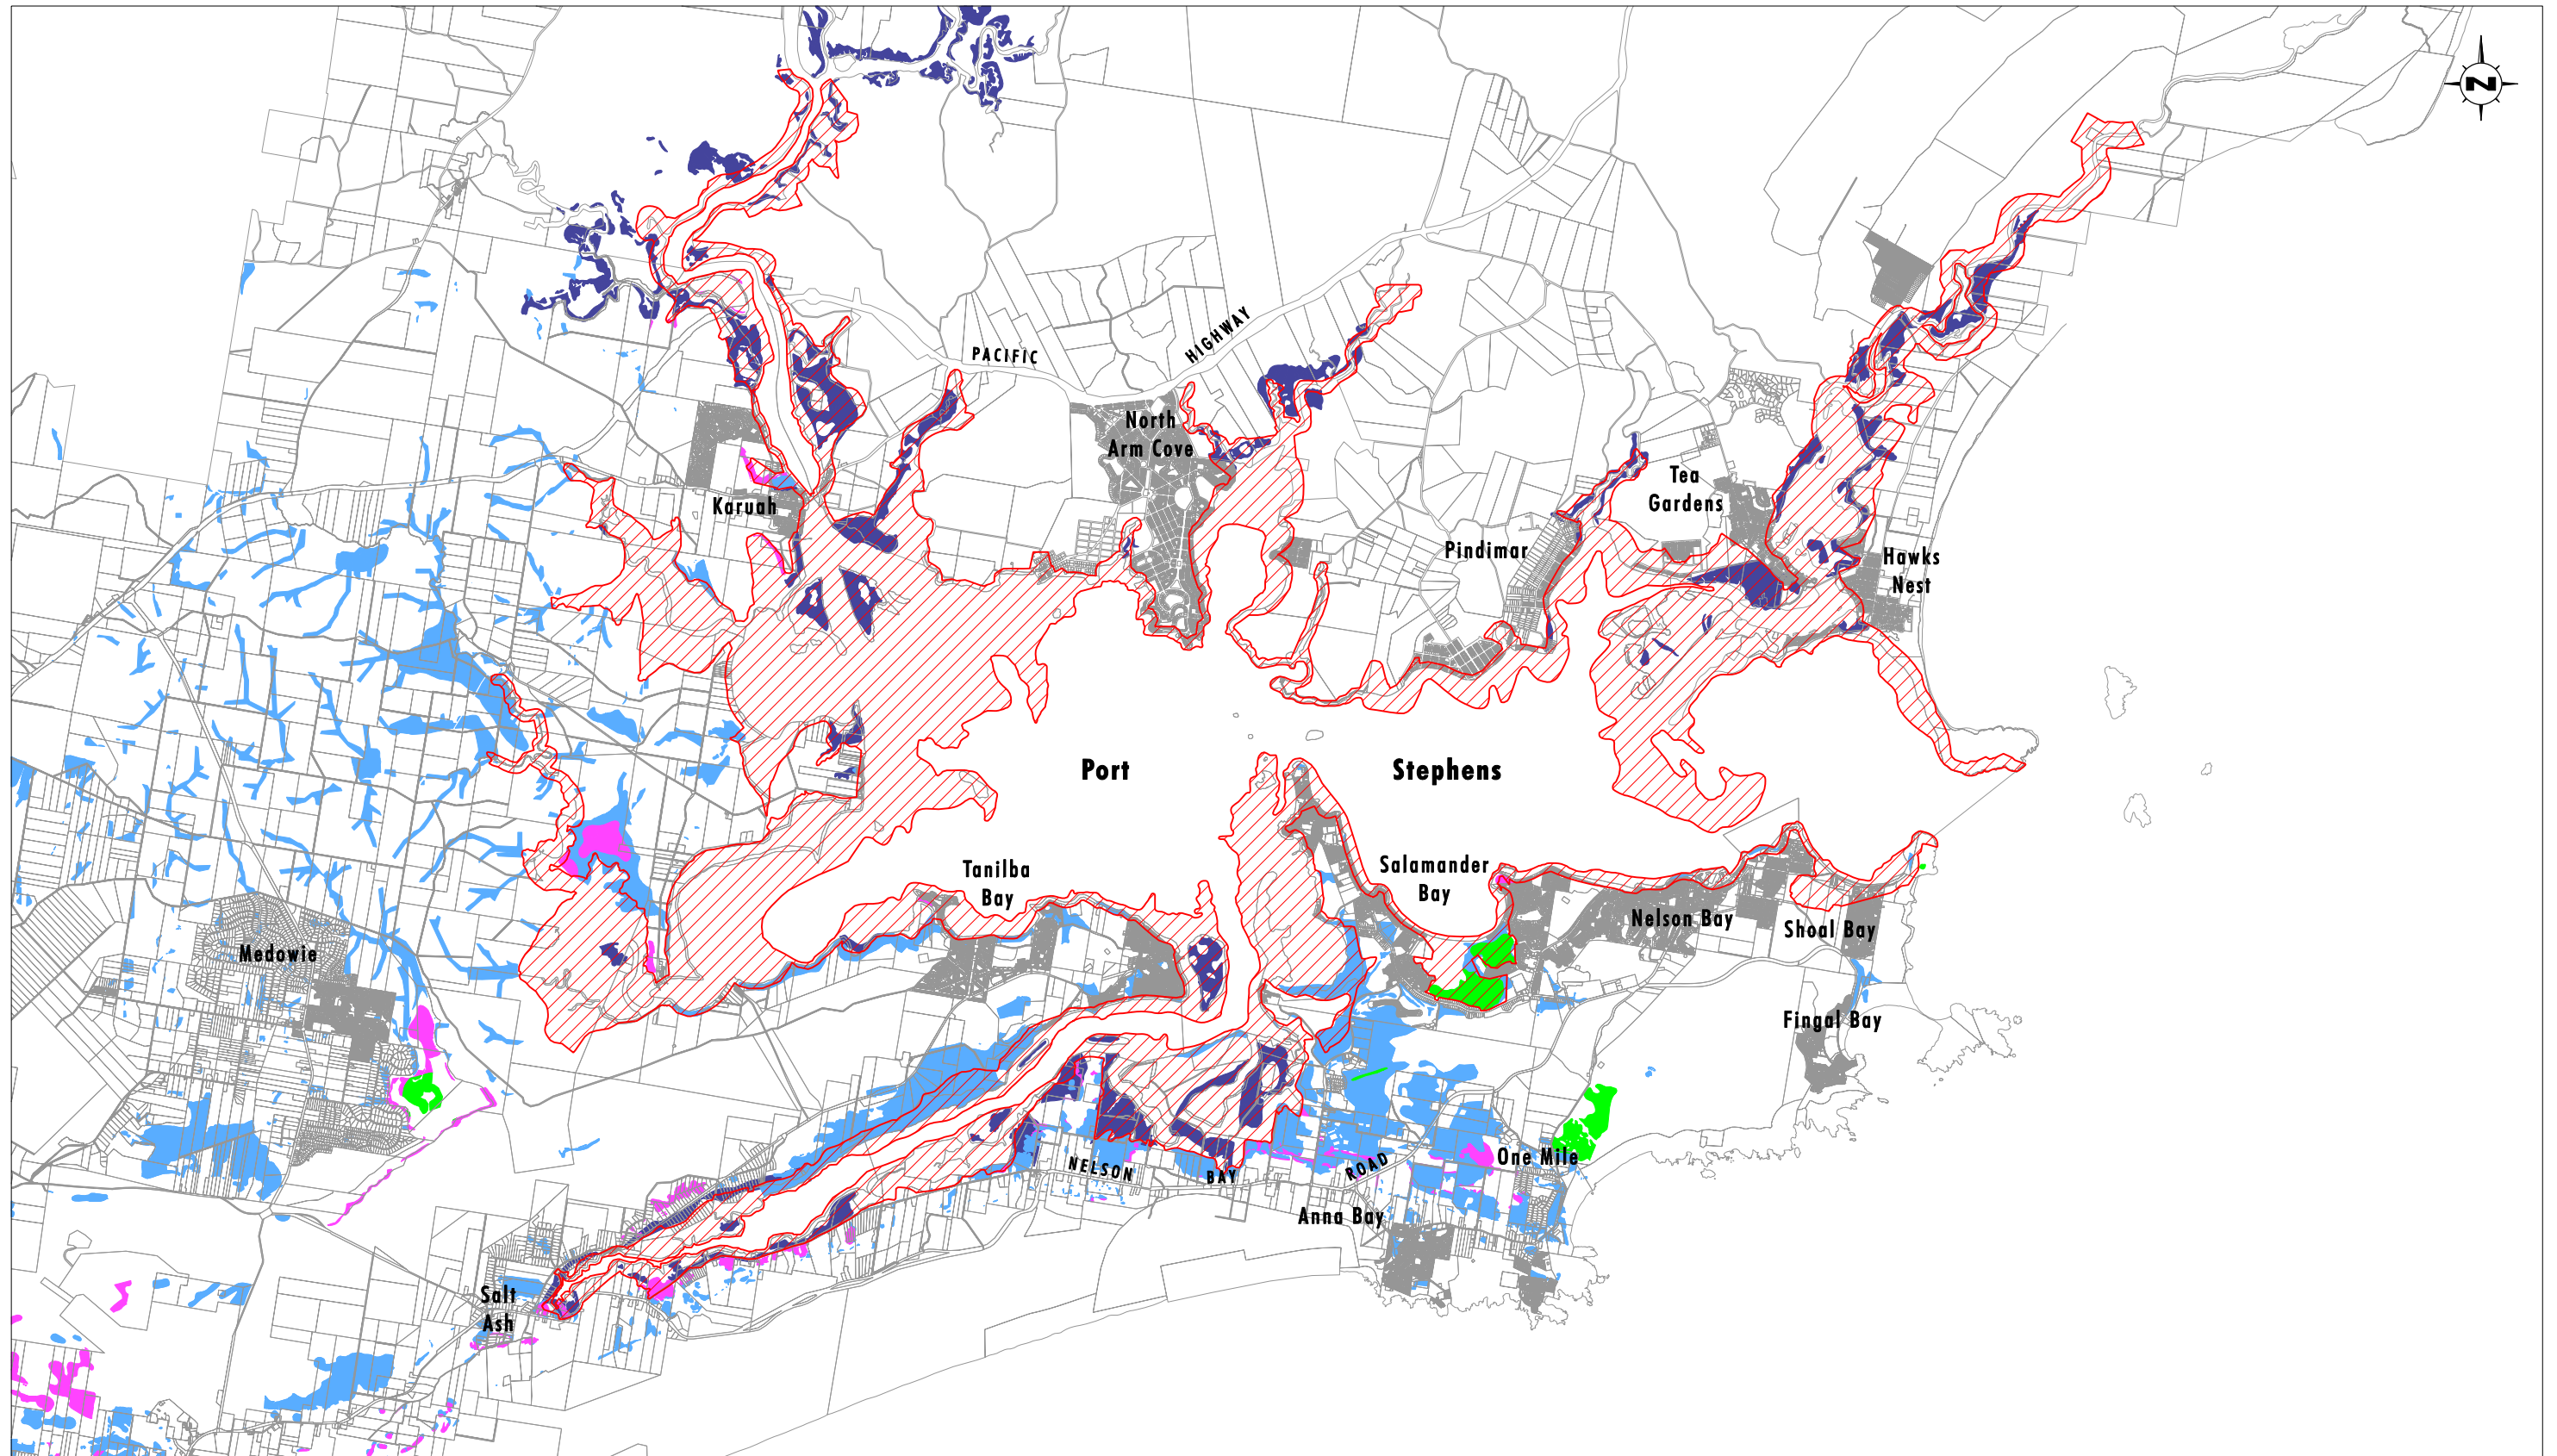 N
PACIFIC
HIGHWAY
North
Arm Cove
Karuah
Tea
Gardens
Pindimar
Hawks
Nest
Port
Stephens
Tanilba
Bay
Salamander
Bay
Nelson Bay
Shoal Bay
Medowie
Fingal Bay
NELSON
BAY
ROAD
One Mile
Anna Bay
Salt
Ash